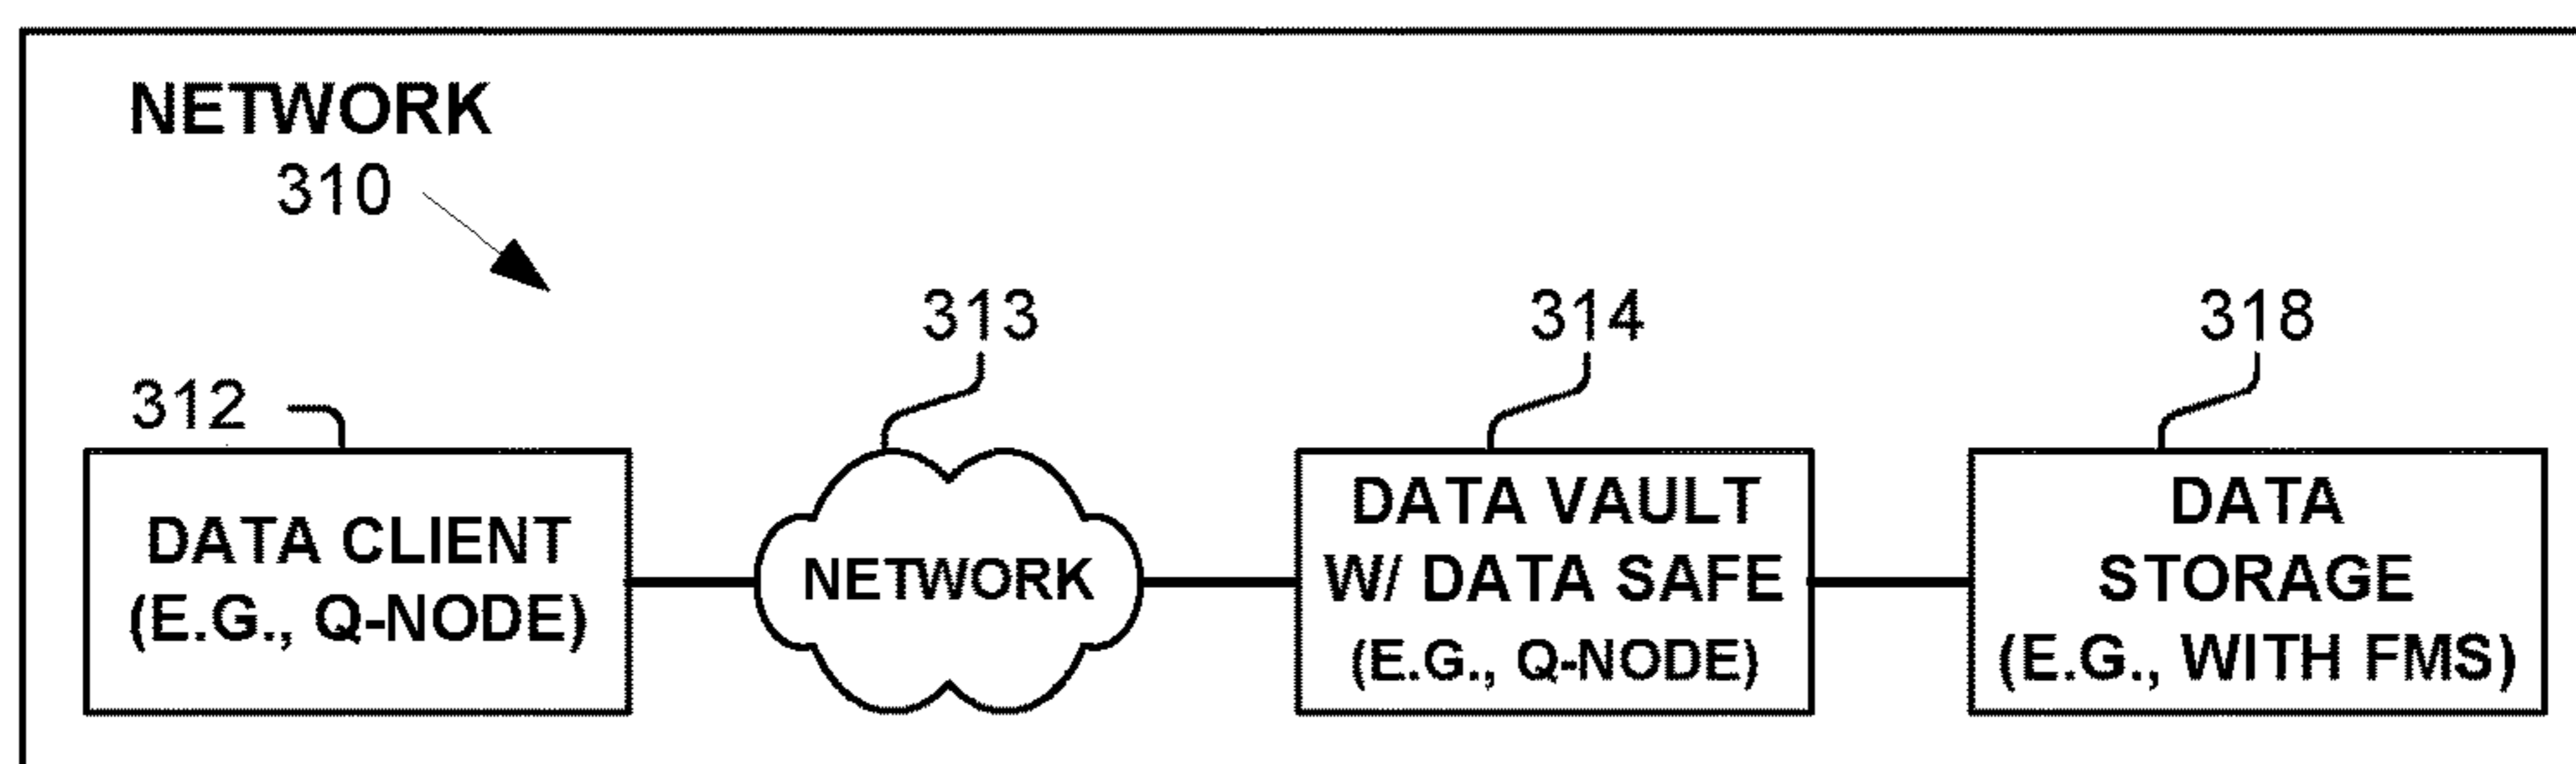 NETWORK
310
313
314
318
312
DATA CLIENT
(E.G., Q-NODE)
NETWORK
DATA VAULT
W/ DATA SAFE
(E.G., Q-NODE)
DATA
STORAGE
(E.G., WITH FMS)